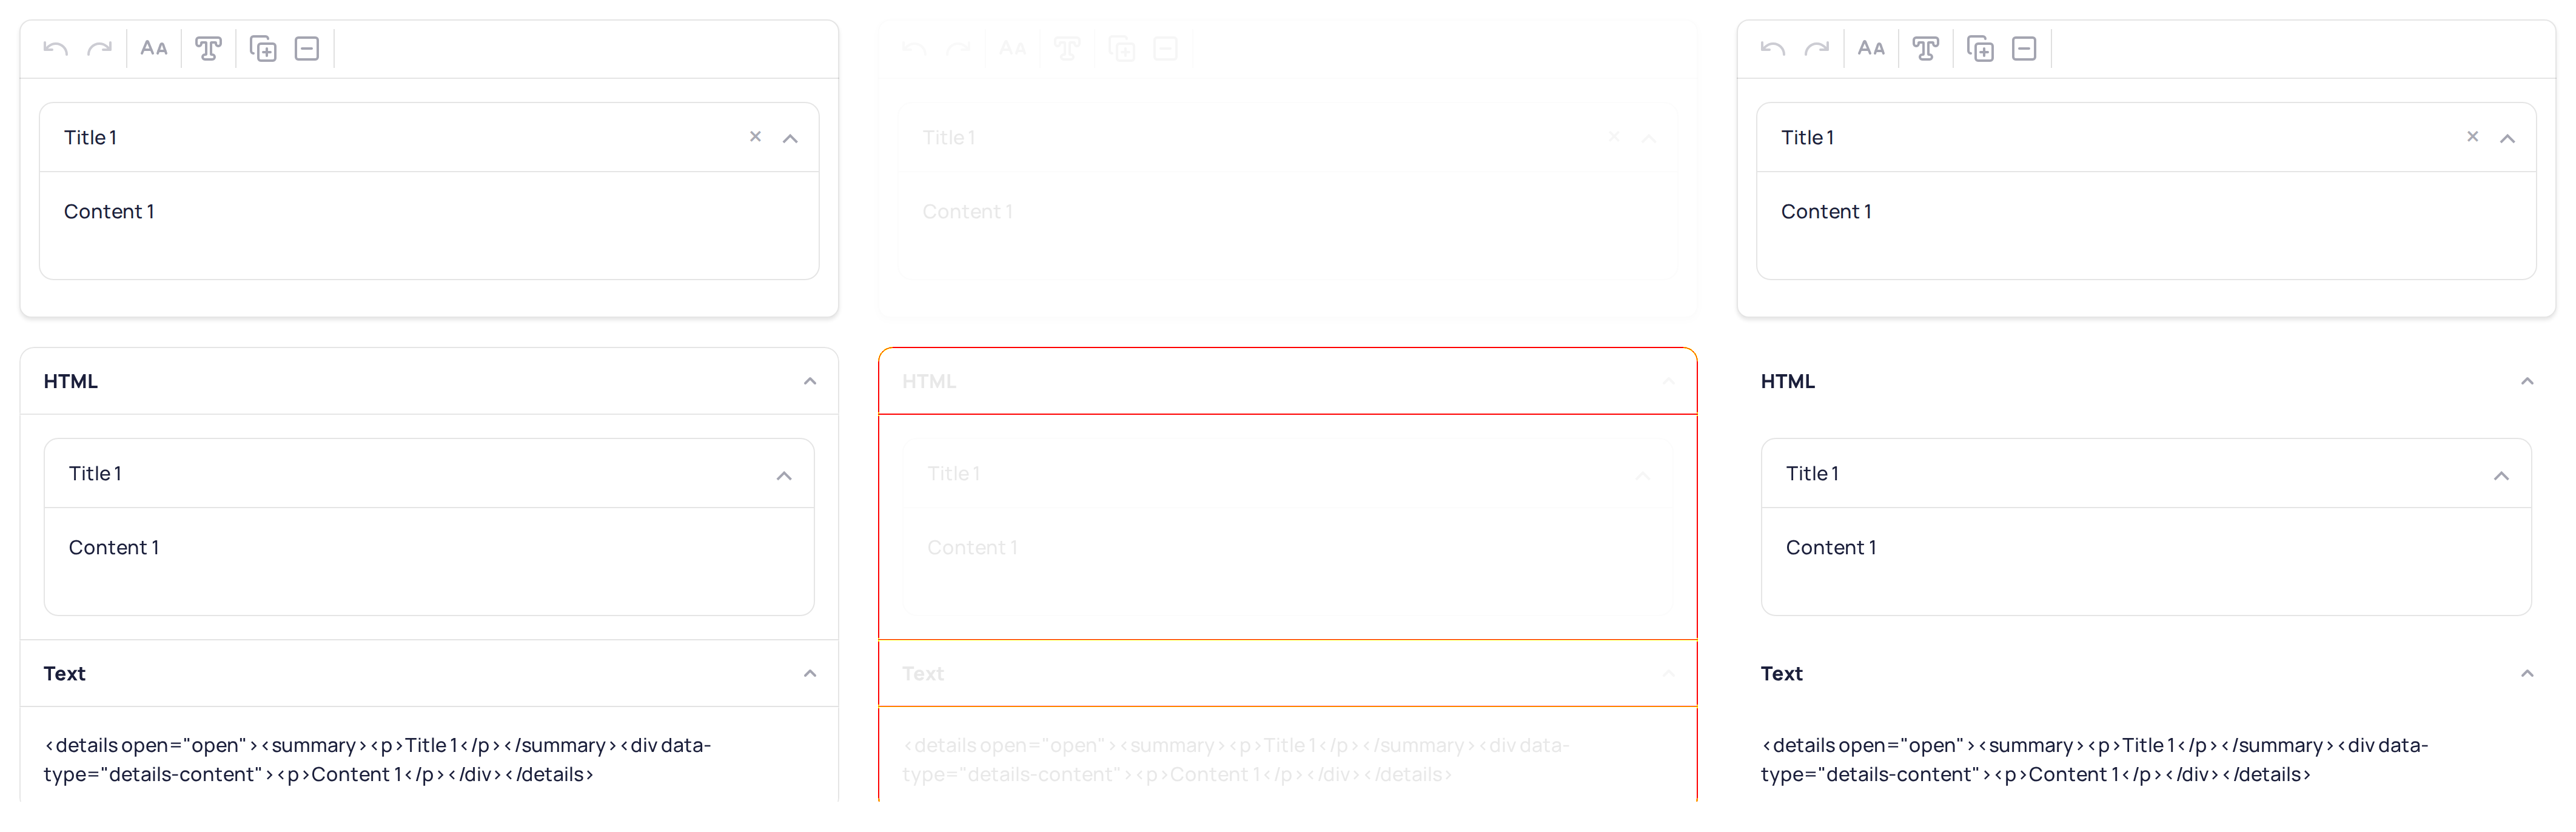 AA
Title 1
Content 1
HTML
Title 1
Content 1
Text
<details open="open"><summary><p>Title 1</p></summary><div data-
type="details-content"><p>Content 1</p></div></details>
AA
Title 1
Content 1
HTML
Title 1
Content 1
Text
<details open="open"><summary><p>Title 1</p></summary><div data-
type="details-content"><p>Content 1</p></div></details>
AA
Title 1
Content 1
HTML
Title 1
Content 1
Text
<details open="open"><summary><p>Title 1</p></summary><div data-
type="details-content"><p>Content 1</p></div></details>